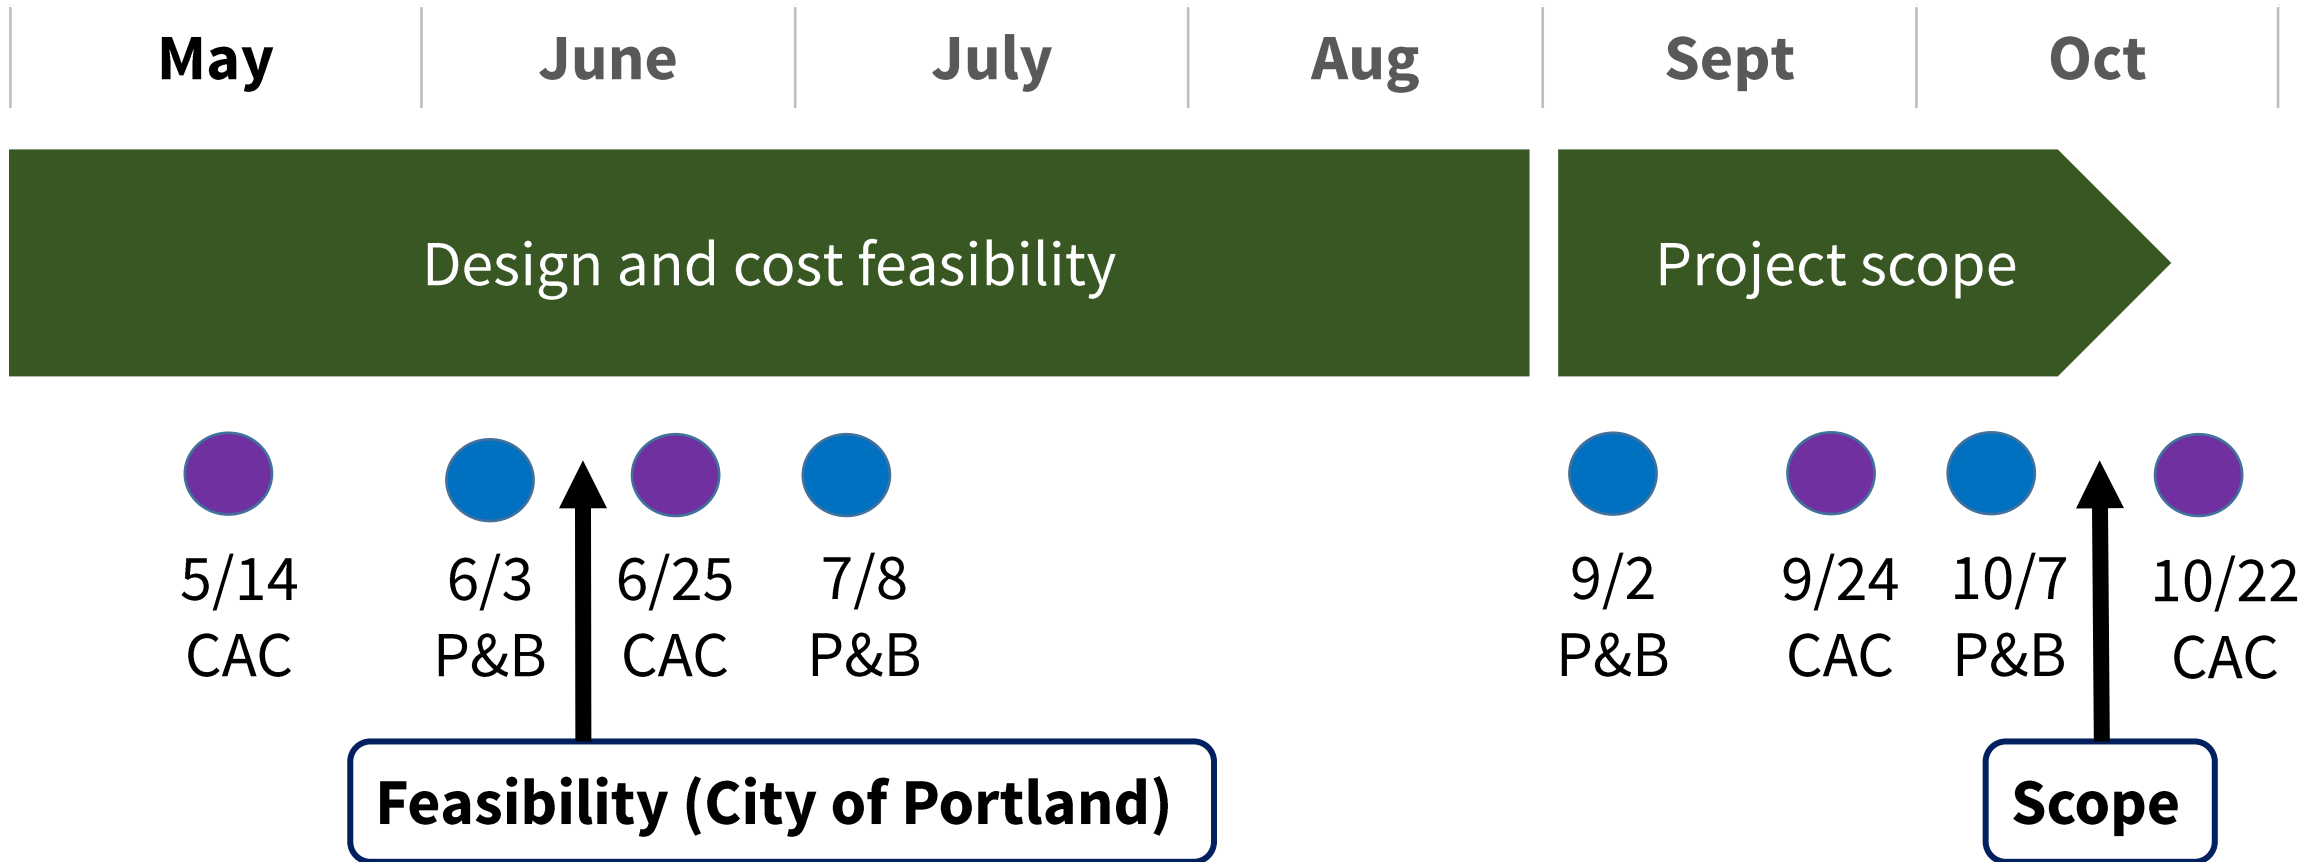 May June July Aug Sept Oct
Design and cost feasibility Project scope
5/14 6/3 6/25 7/8 9/2 9/24 10/7 10/22
CAC P&B CAC P&B P&B CAC P&B CAC
Feasibility (City of Portland) Scope